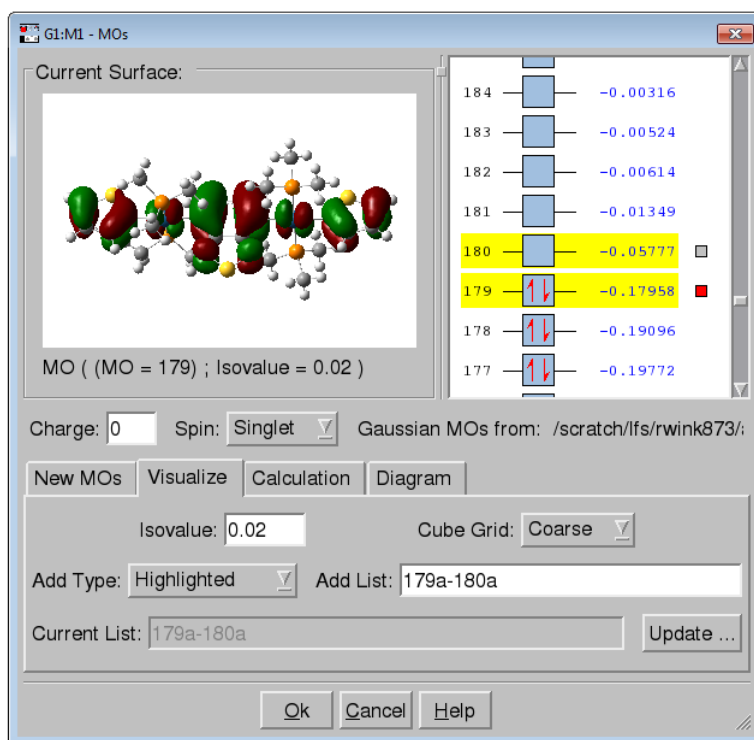 G1:M1 - MOs
Current Surface:
MO ( (MO = 179) ; Isovalue = 0.02 )
184 -0.00316
183 -0.00524
182 -0.00614
181 -0.01349
180 -0.05777
179 -0.17958
178 -0.19096
177 -0.19772
Charge: 0 Spin: Singlet Gaussian MOs from: /scratch/lfs/rwink873/
New MOs Visualize Calculation Diagram
Isovalue: 0.02 Cube Grid: Coarse
Add Type: Highlighted Add List: 179a-180a
Current List: 179a-180a Update ...
Ok Cancel Help